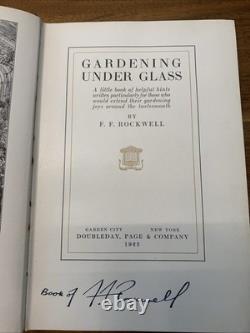 GARDENING
UNDER GLASS
A little book of helpful hints
written particularly for those who
would extend their gardening
joys around the twelvemonth
BY
F. F. ROCKWELL
GARDEN CITY NEW YORK
DOUBLEDAY, PAGE & COMPANY
1923
Book of F F Rockwell